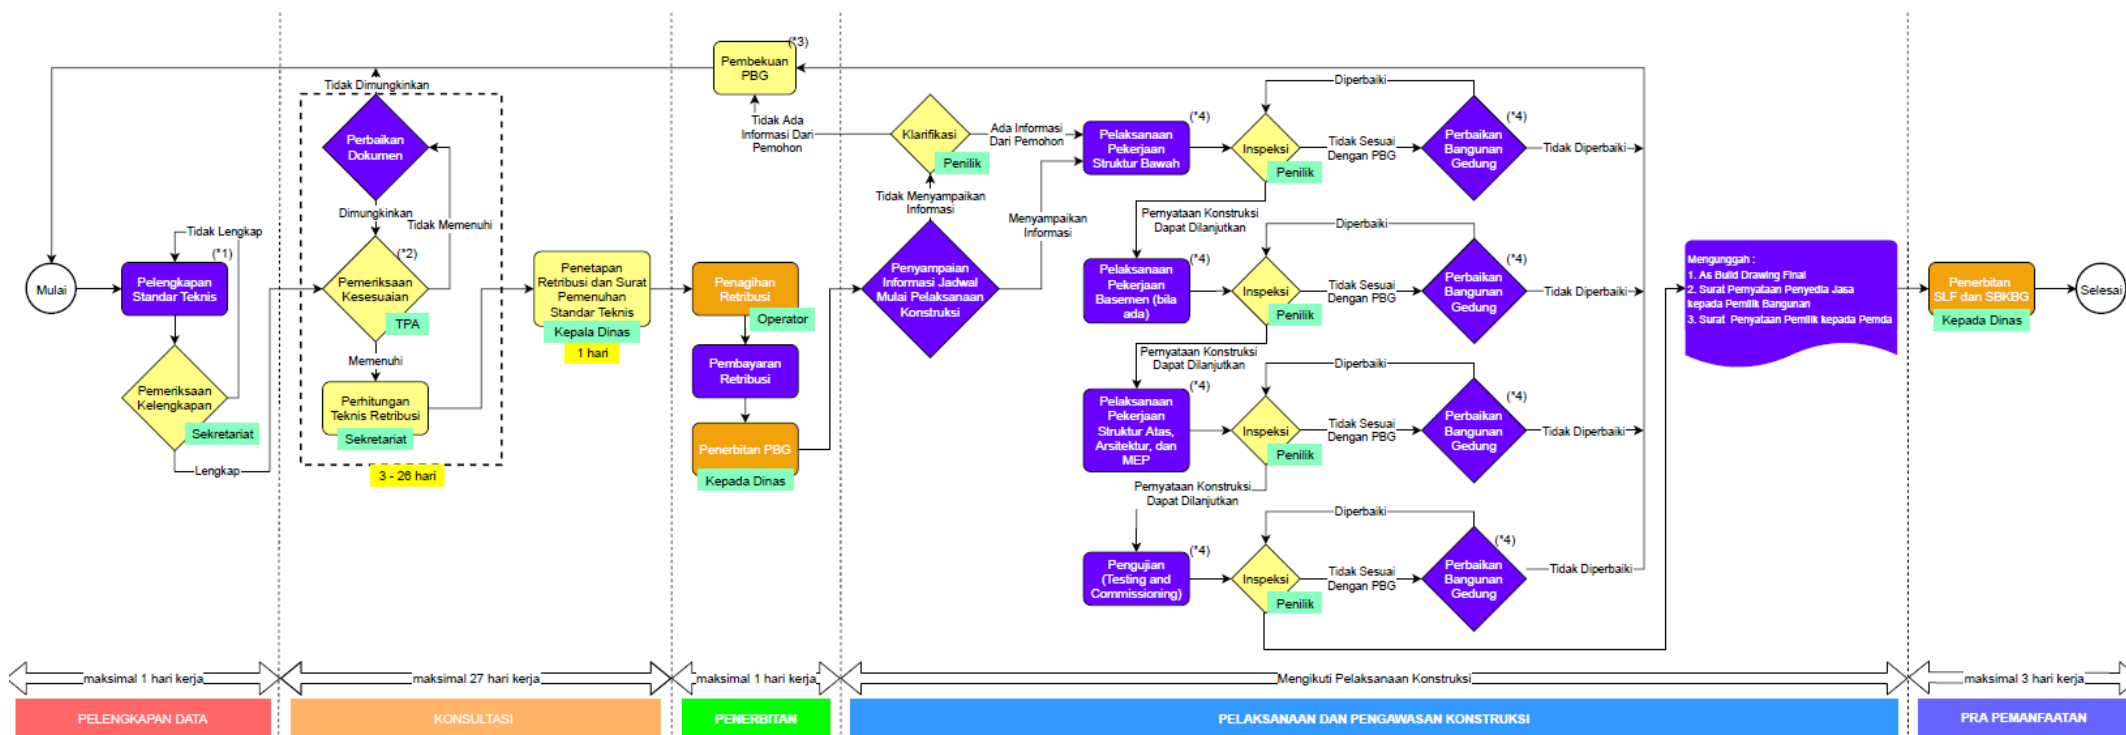 Mulai
Tidak Lengkap
(*1)
Pelengkapan
Standar Teknis
Pemeriksaan
Kelengkapan
Sekretariat
Lengkap
Tidak Dimungkinkan
Perbaikan
Dokumen
Dimungkinkan
Tidak Memenuhi
(*2)
Pemeriksaan
Kesesuaian
TPA
Memenuhi
Perhitungan
Teknis Retribusi
Sekretariat
3 - 26 hari
Penetapan
Retribusi dan Surat
Pemenuhan
Standar Teknis
Kepala Dinas
1 hari
(*3)
Pembekuan
PBG
Tidak Ada
Informasi Dari
Pemohon
Penagihan
Retribusi
Operator
Pembayaran
Retribusi
Penerbitan PBG
Kepada Dinas
Klarifikasi
Penilik
Ada Informasi
Dari Pemohon
Tidak Menyampaikan
Informasi
Menyampaikan
Informasi
Penyampaian
Informasi Jadwal
Mulai Pelaksanaan
Konstruksi
Diperbaiki
(*4)
Pelaksanaan
Pekerjaan
Struktur Bawah
Inspeksi
Penilik
Tidak Sesuai
Dengan PBG
(*4)
Perbaikan
Bangunan
Gedung
Tidak Diperbaiki
Pernyataan Konstruksi
Dapat Dilanjutkan
Diperbaiki
(*4)
Pelaksanaan
Pekerjaan
Basemen (bila
ada)
Inspeksi
Penilik
Tidak Sesuai
Dengan PBG
(*4)
Perbaikan
Bangunan
Gedung
Tidak Diperbaiki
Pernyataan Konstruksi
Dapat Dilanjutkan
Diperbaiki
(*4)
Pelaksanaan
Pekerjaan
Struktur Atas,
Arsitektur, dan
MEP
Inspeksi
Penilik
Tidak Sesuai
Dengan PBG
(*4)
Perbaikan
Bangunan
Gedung
Tidak Diperbaiki
Pernyataan Konstruksi
Dapat Dilanjutkan
Diperbaiki
(*4)
Pengujian
(Testing and
Commissioning)
Inspeksi
Penilik
Tidak Sesuai
Dengan PBG
(*4)
Perbaikan
Bangunan
Gedung
Tidak Diperbaiki
Mengunggah :
1. As Build Drawing Final
2. Surat Pernyataan Penyedia Jasa
kepada Pemilik Bangunan
3. Surat Penyataan Pemilik kepada Pemda
Penerbitan
SLF dan SBKBG
Kepada Dinas
Selesai
maksimal 1 hari kerja
maksimal 27 hari kerja
maksimal 1 hari kerja
Mengikuti Pelaksanaan Konstruksi
maksimal 3 hari kerja
PELENGKAPAN DATA
KONSULTASI
PENERBITAN
PELAKSANAAN DAN PENGAWASAN KONSTRUKSI
PRA PEMANFAATAN